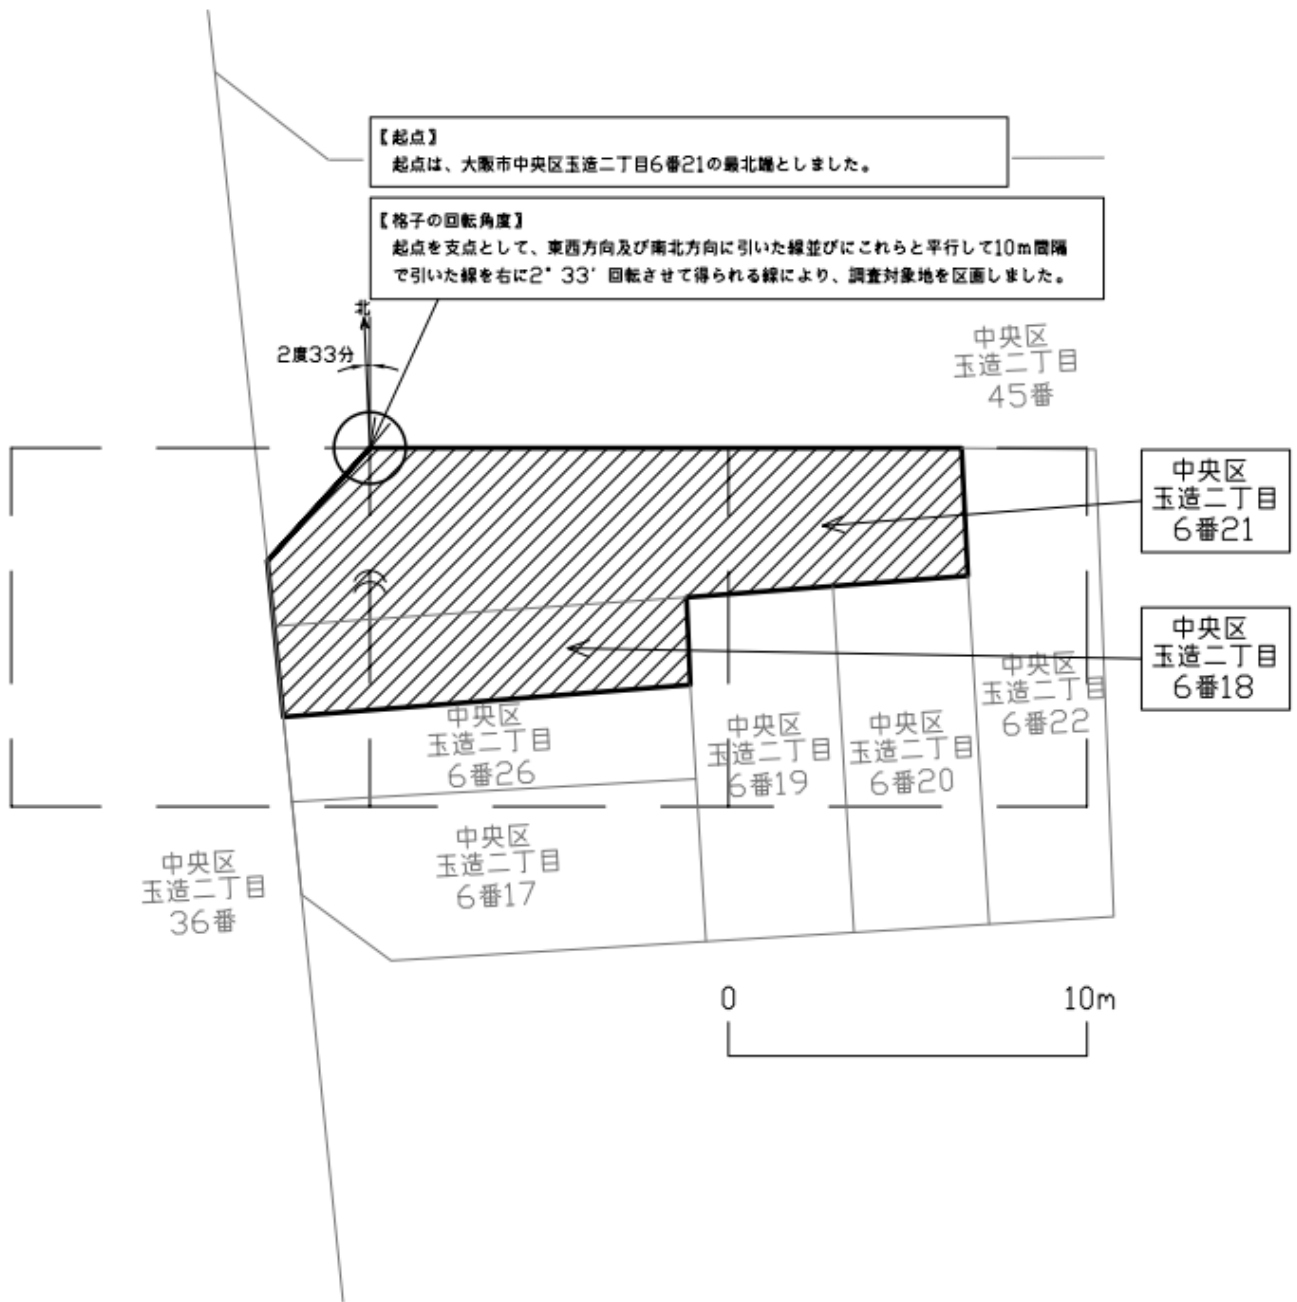 【起点】
起点は、大阪市中央区玉造二丁目6番21の最北端としました。
【格子の回転角度】
起点を支点として、東西方向及び南北方向に引いた線並びにこれらと平行して10m間隔
で引いた線を右に2°33′回転させて得られる線により、調査対象地を区画しました。
北
2度33分
中央区
玉造二丁目
45番
中央区
玉造二丁目
6番21
中央区
玉造二丁目
6番18
中央区
玉造二丁目
6番22
中央区
玉造二丁目
6番26
中央区
玉造二丁目
6番19
中央区
玉造二丁目
6番20
中央区
玉造二丁目
6番17
中央区
玉造二丁目
36番
0
10m